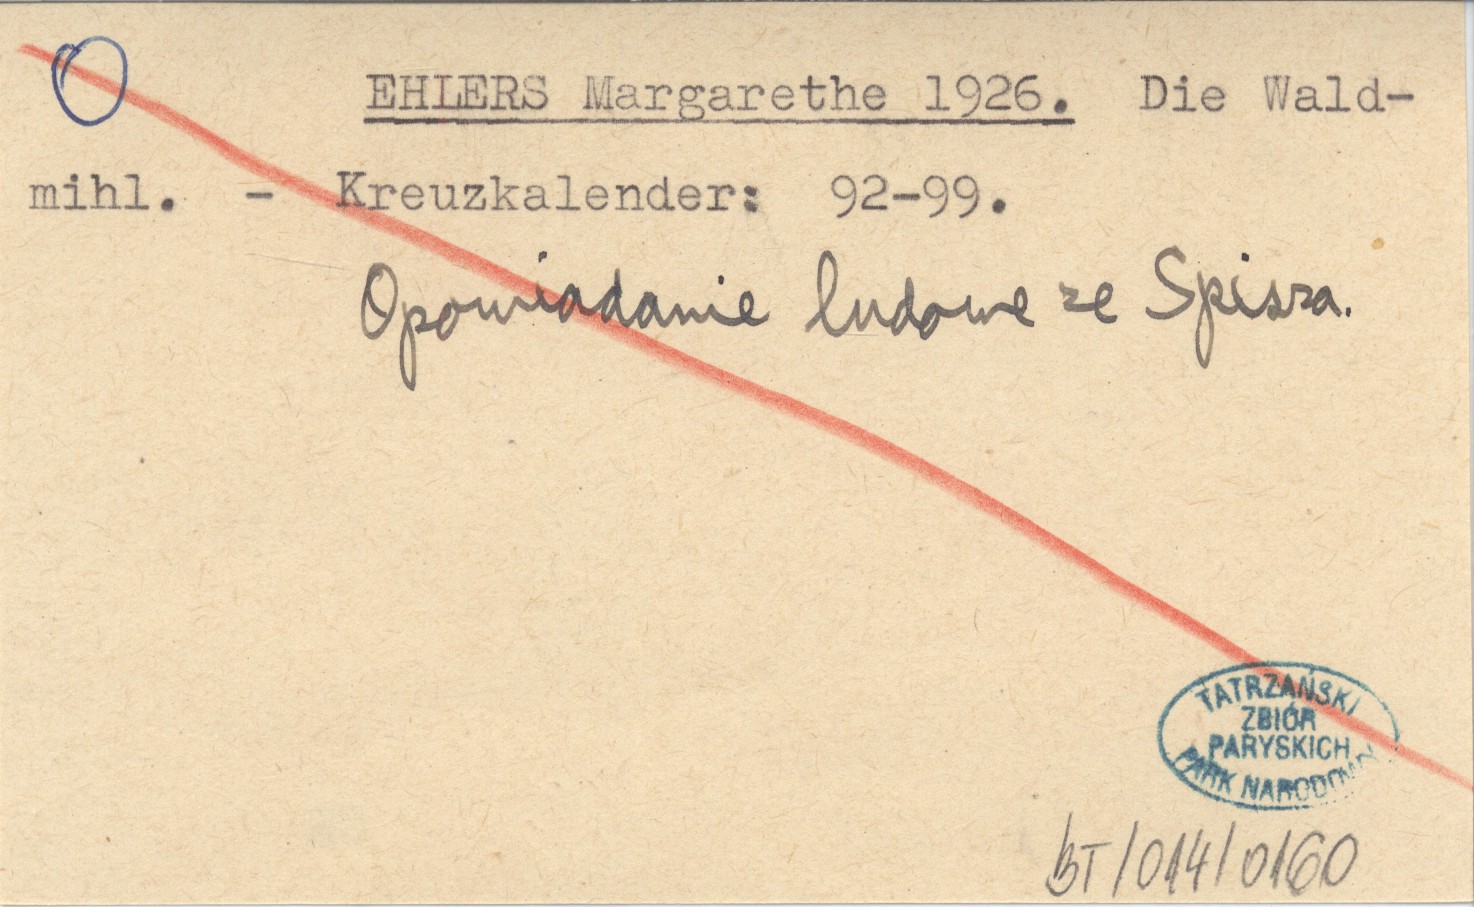 EHLERS Margarethe 1926. Die Wald-
mihl. - Kreuzkalender: 92-99.
Opowiadanie ludowe ze Spisza.
TATRZAŃSKI
ZBIÓR
PARYSKICH
PARK NARODOWY
BT/014/0160